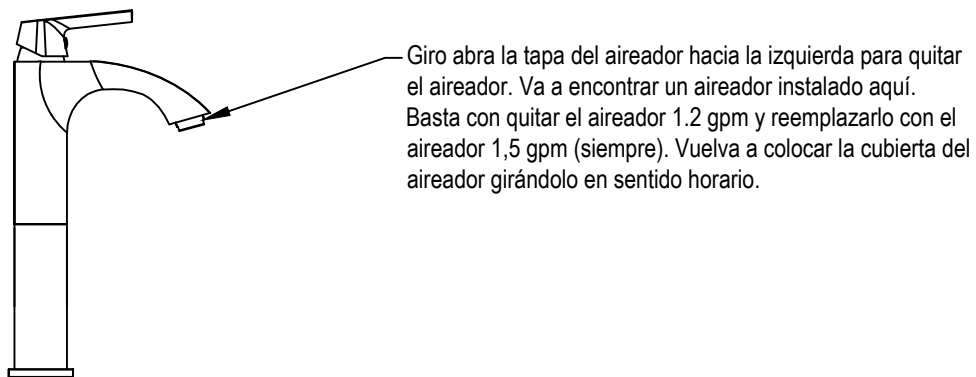 Giro abra la tapa del aireador hacia la izquierda para quitar
el aireador. Va a encontrar un aireador instalado aquí.
Basta con quitar el aireador 1.2 gpm y reemplazarlo con el
aireador 1,5 gpm (siempre). Vuelva a colocar la cubierta del
aireador girándolo en sentido horario.